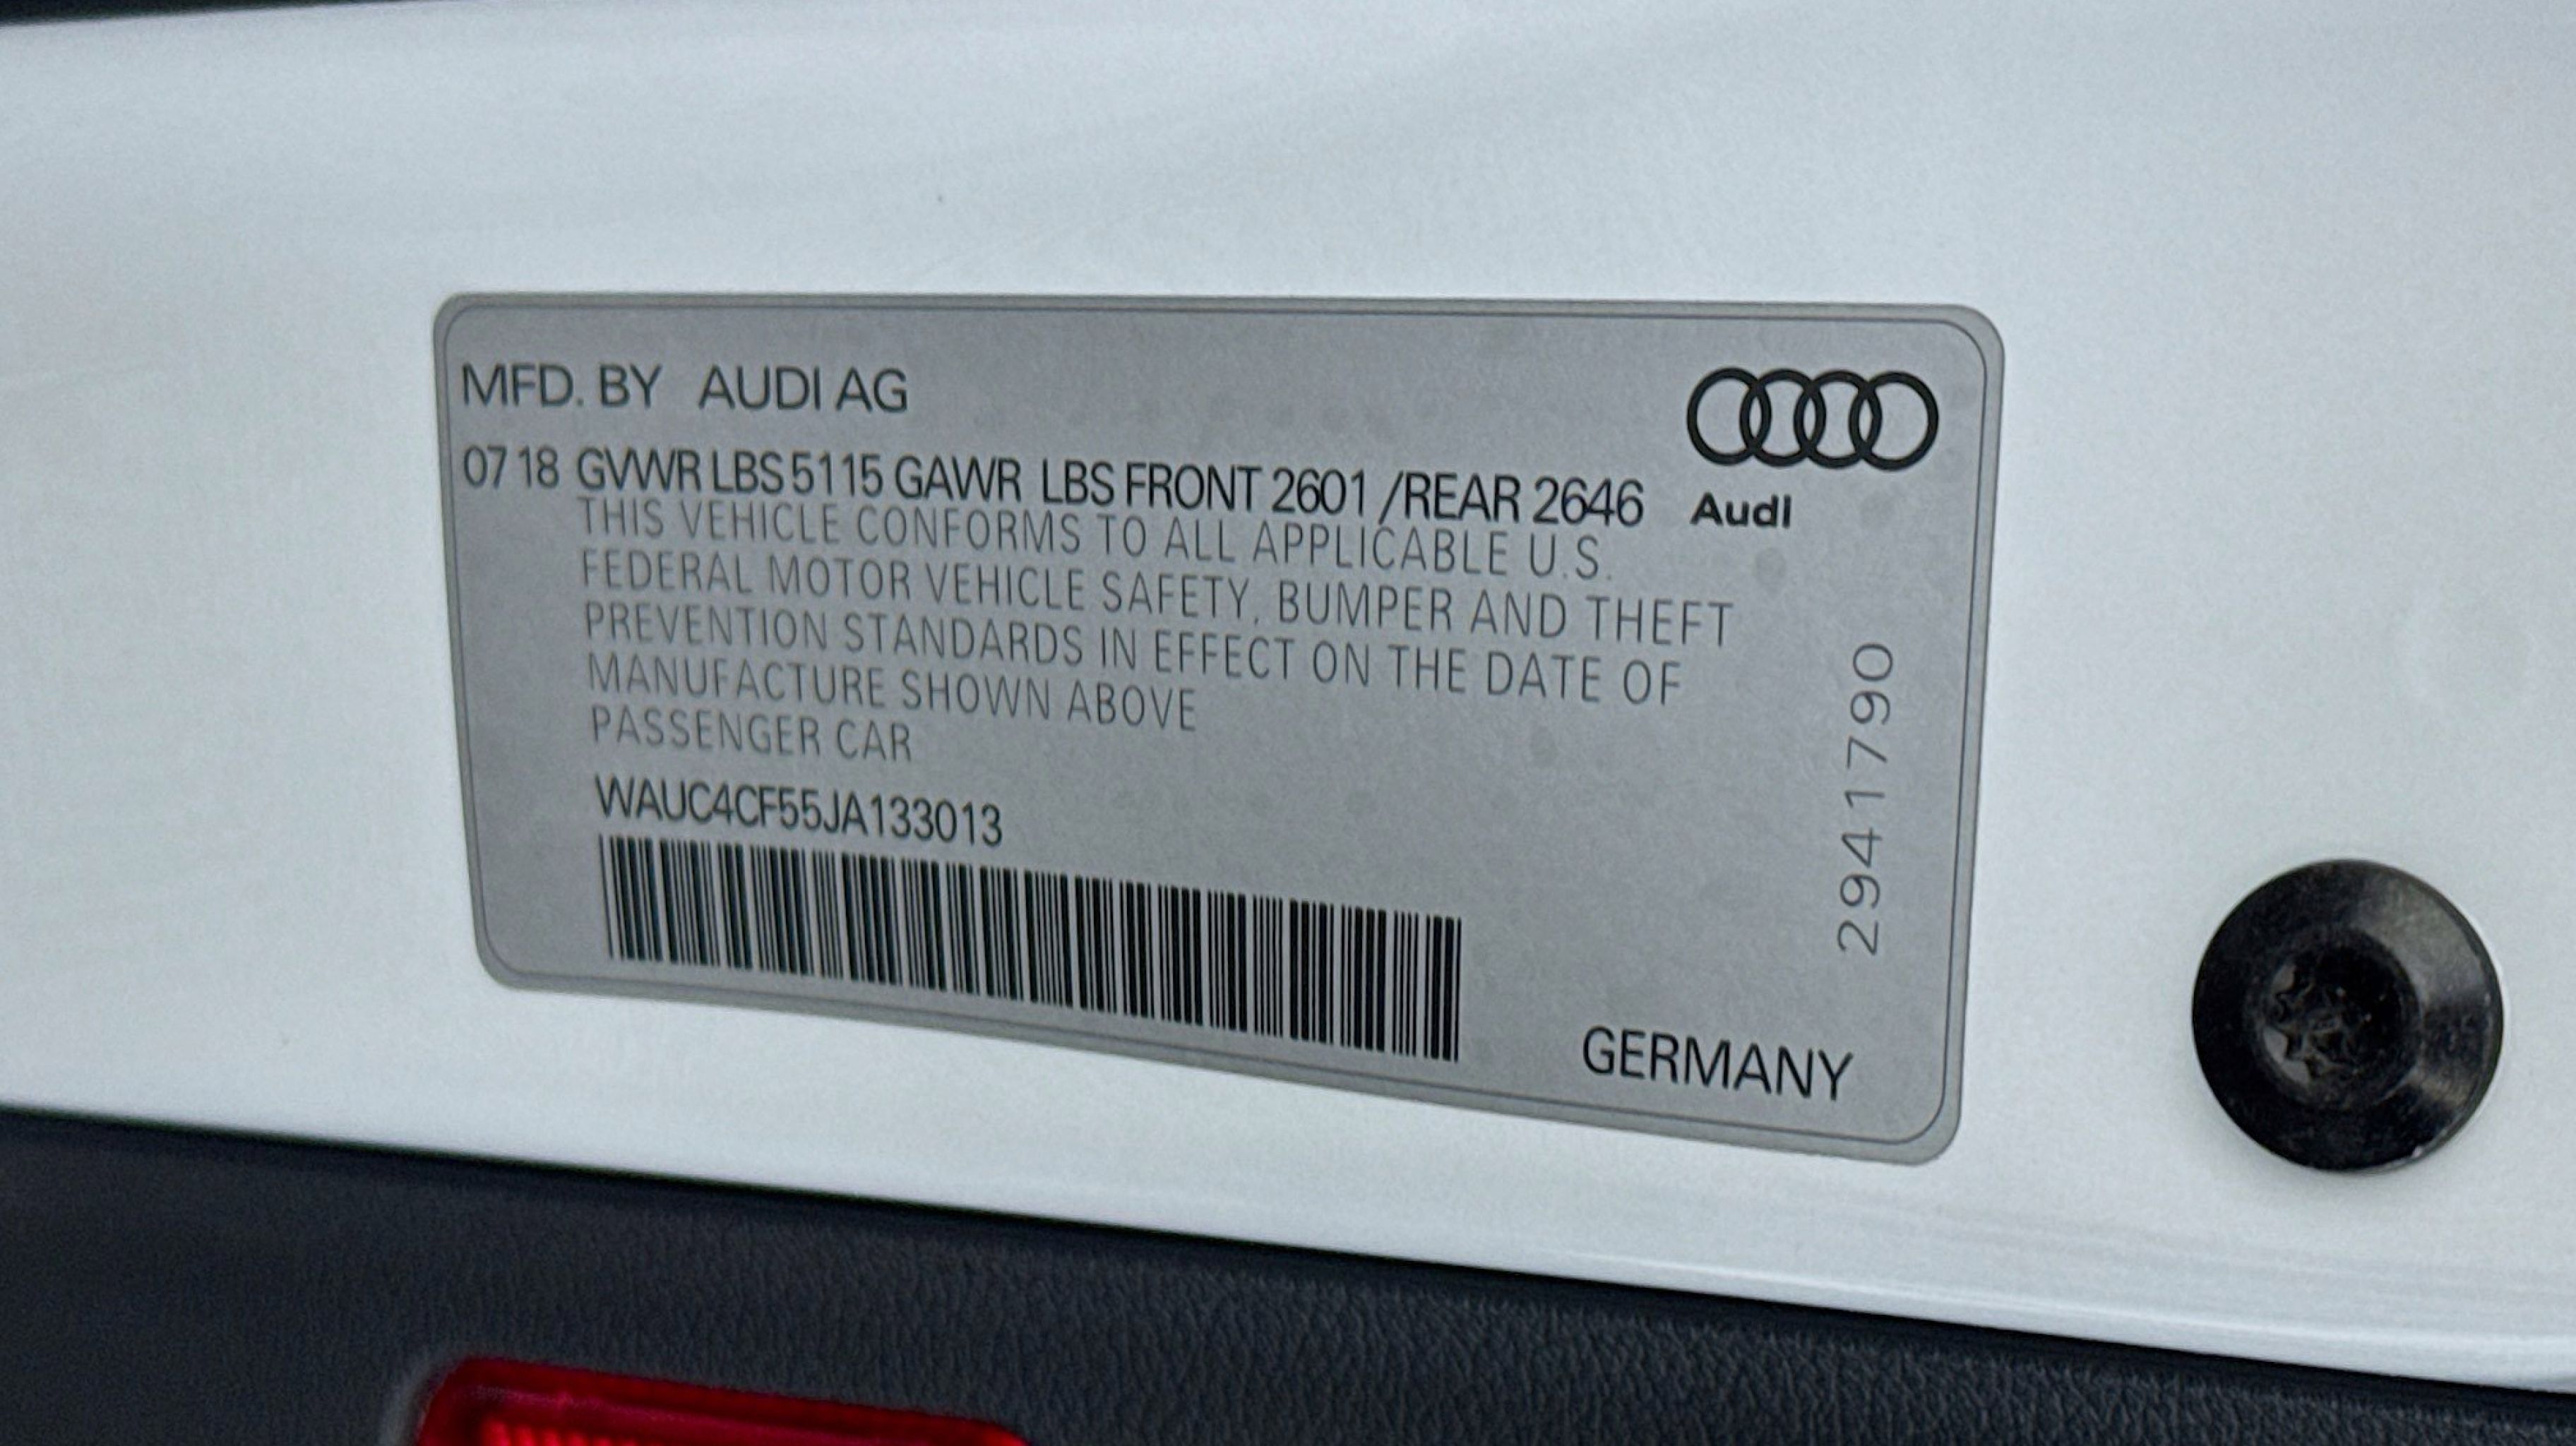 MFD. BY AUDI AG
07 18 GVWR LBS 5115 GAWR LBS FRONT 2601 /REAR 2646
Audi
THIS VEHICLE CONFORMS TO ALL APPLICABLE U.S.
FEDERAL MOTOR VEHICLE SAFETY, BUMPER AND THEFT
PREVENTION STANDARDS IN EFFECT ON THE DATE OF
MANUFACTURE SHOWN ABOVE
PASSENGER CAR
WAUC4CF55JA133013
2941790
GERMANY